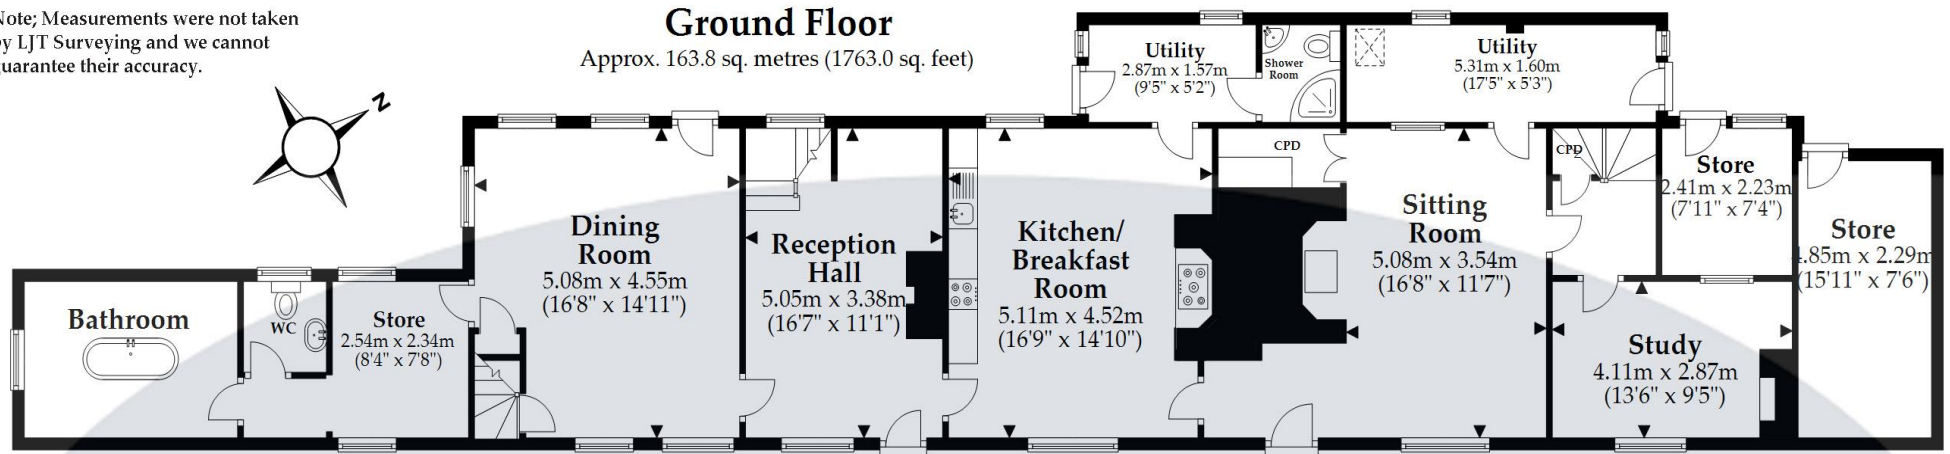 Note; Measurements were not taken
by LJT Surveying and we cannot
guarantee their accuracy.
Ground Floor
Approx. 163.8 sq. metres (1763.0 sq. feet)
N
Utility
2.87m x 1.57m
(9'5" x 5'2")
Shower
Room
Utility
5.31m x 1.60m
(17'5" x 5'3")
CPD
CPD
Store
2.41m x 2.23m
(7'11" x 7'4")
Store
4.85m x 2.29m
(15'11" x 7'6")
Dining
Room
5.08m x 4.55m
(16'8" x 14'11")
Reception
Hall
5.05m x 3.38m
(16'7" x 11'1")
Kitchen/
Breakfast
Room
5.11m x 4.52m
(16'9" x 14'10")
Sitting
Room
5.08m x 3.54m
(16'8" x 11'7")
Bathroom
WC
Store
2.54m x 2.34m
(8'4" x 7'8")
Study
4.11m x 2.87m
(13'6" x 9'5")